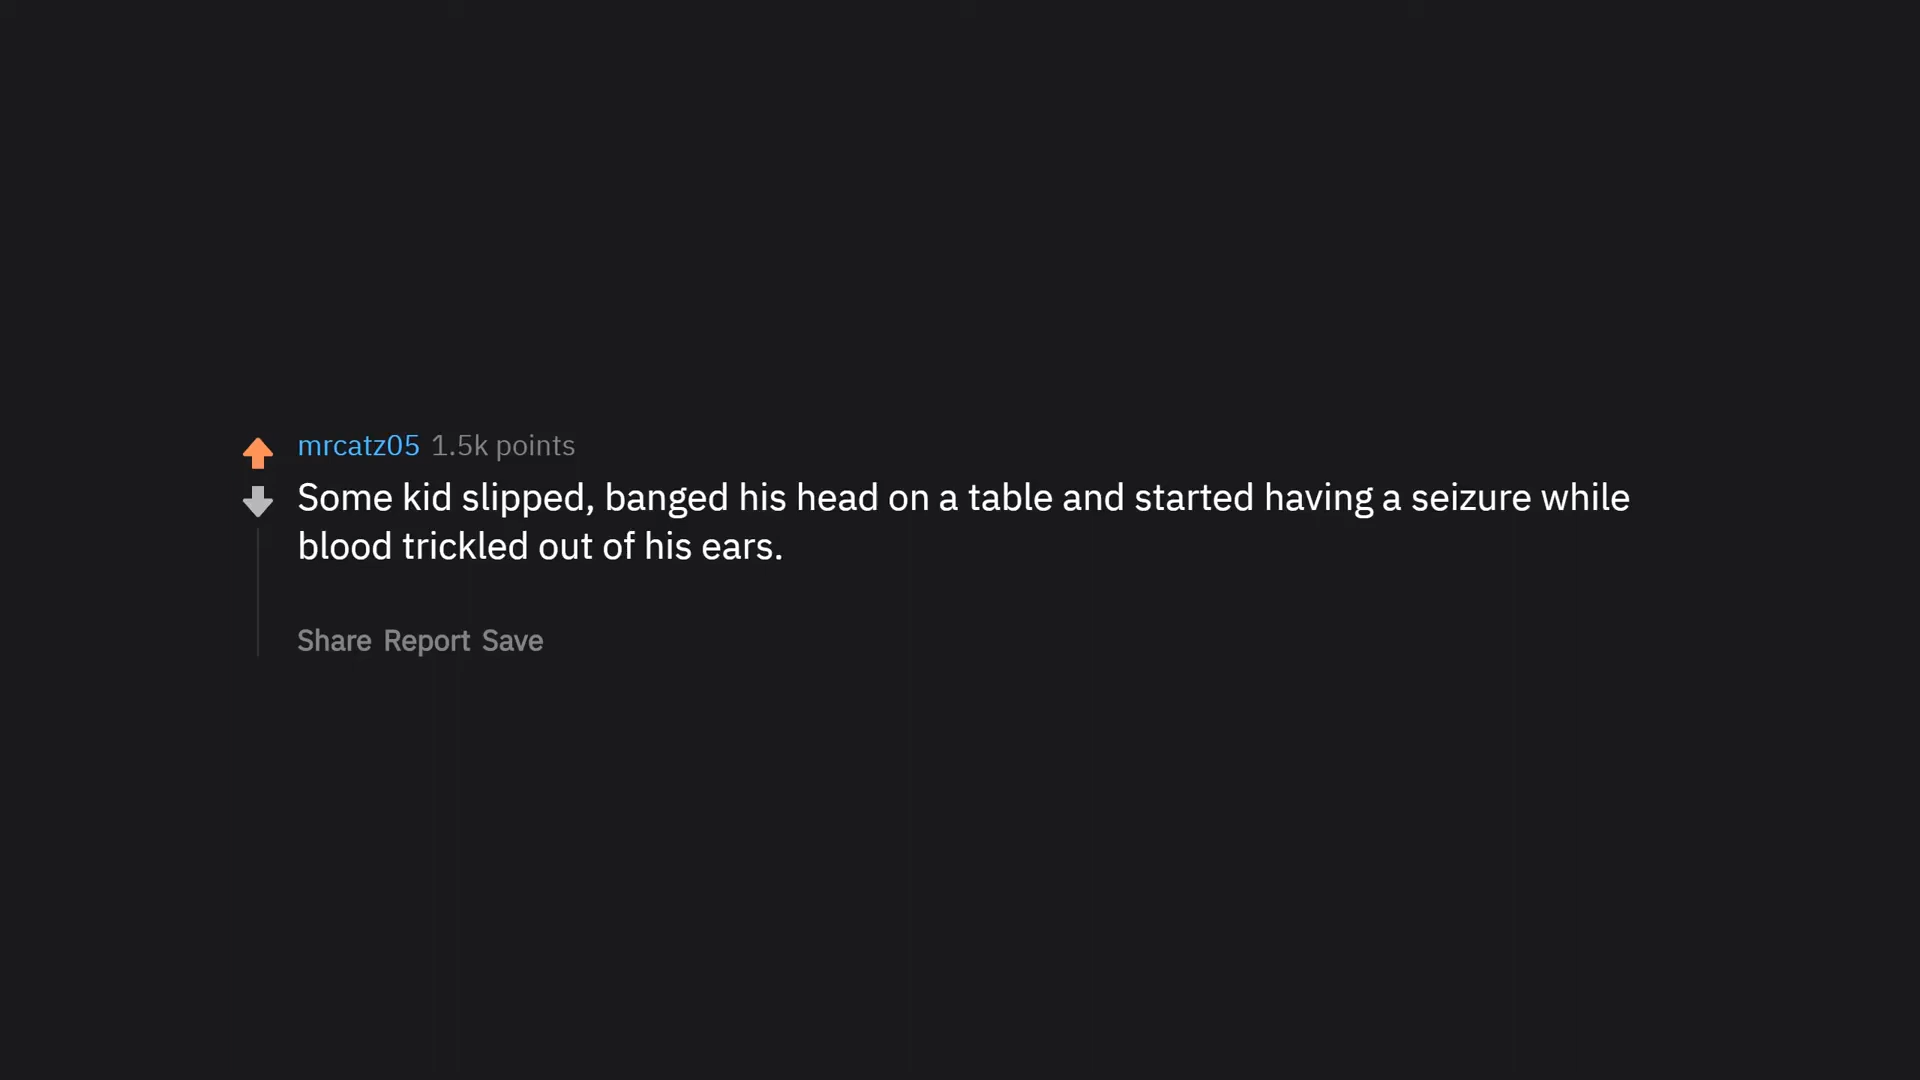 mrcatz05 1.5k points
Some kid slipped, banged his head on a table and started having a seizure while
blood trickled out of his ears.
Share Report Save